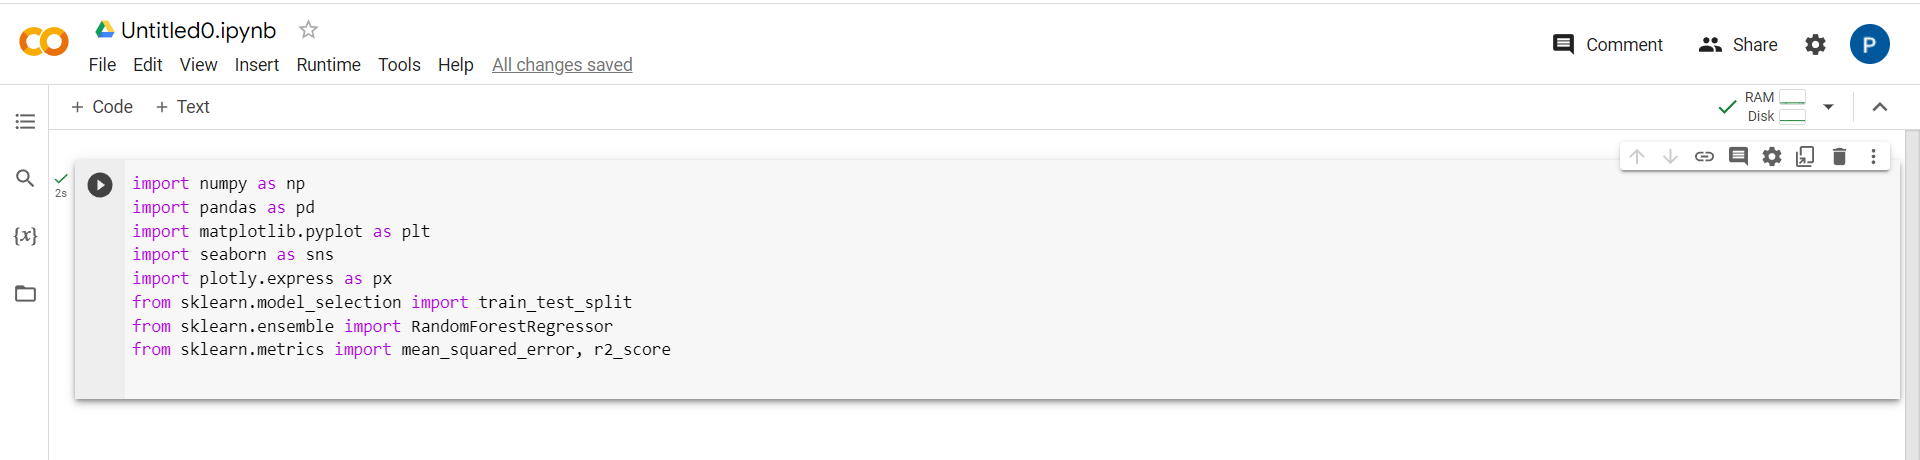 Untitled0.ipynb
File Edit View Insert Runtime Tools Help All changes saved
Comment Share P
+ Code + Text
RAM
Disk
{x}
2s
import numpy as np
import pandas as pd
import matplotlib.pyplot as plt
import seaborn as sns
import plotly.express as px
from sklearn.model_selection import train_test_split
from sklearn.ensemble import RandomForestRegressor
from sklearn.metrics import mean_squared_error, r2_score